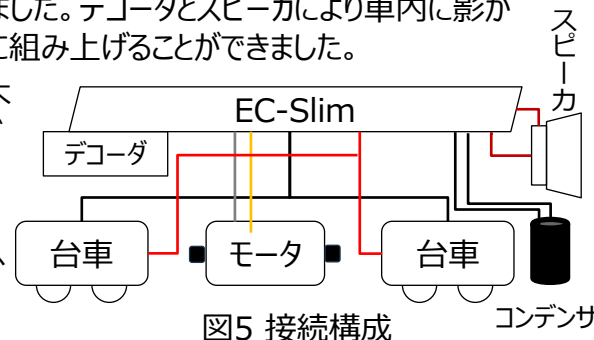 ました。デコーダとスピーカにより車内に影が
に組み上げることができました。
スピーカ
EC-Slim
デコーダ
台車
モータ
台車
コンデンサ
図5 接続構成